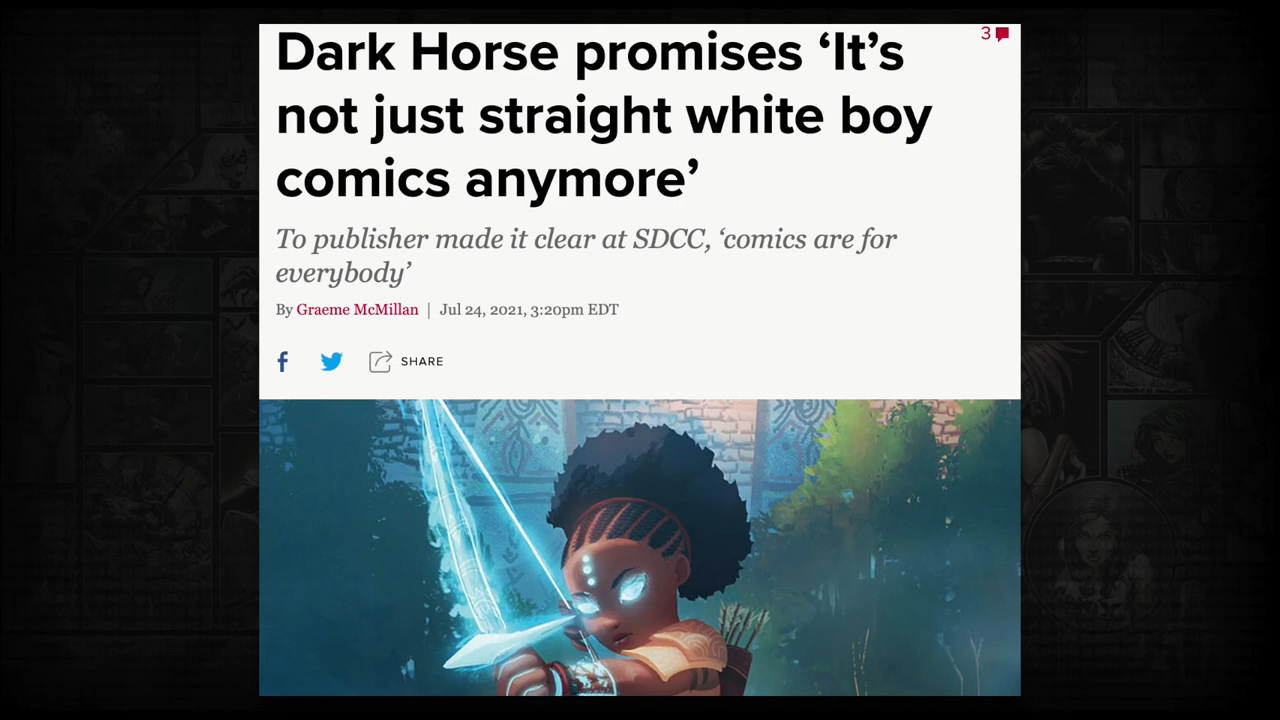 3
Dark Horse promises ‘It’s
not just straight white boy
comics anymore’
To publisher made it clear at SDCC, ‘comics are for
everybody’
By Graeme McMillan | Jul 24, 2021, 3:20pm EDT
SHARE